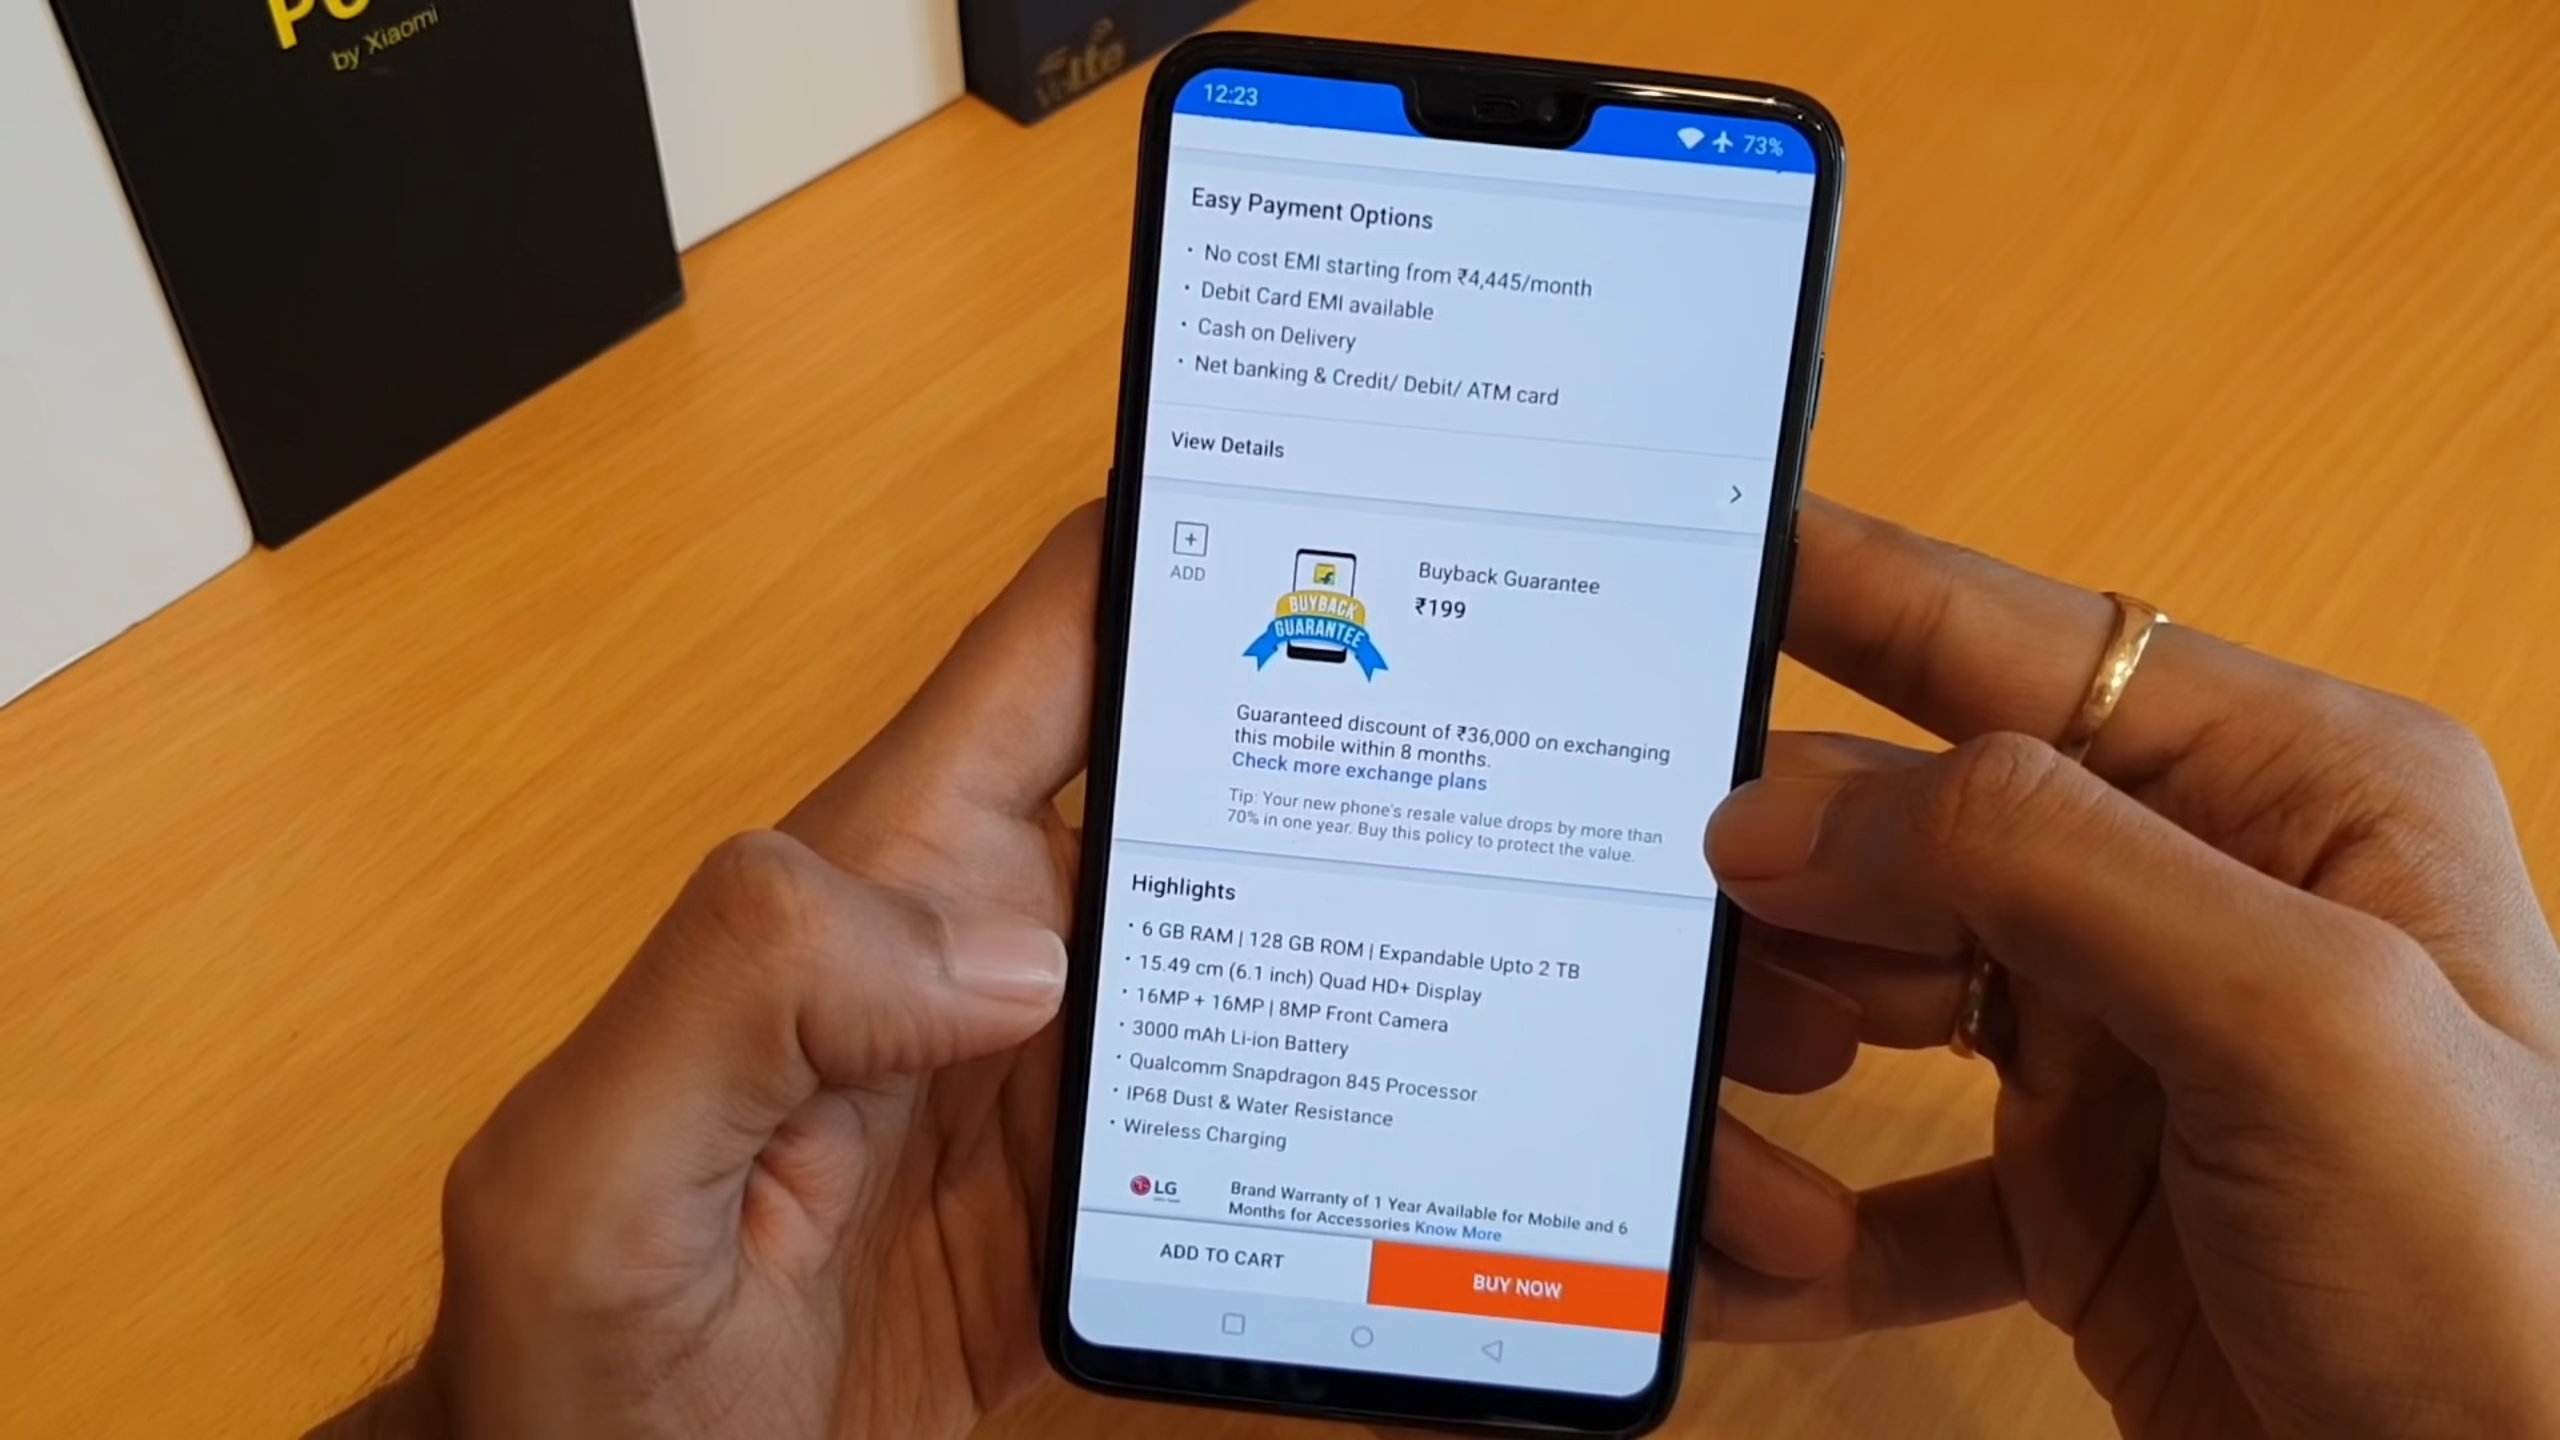 by Xiaomi
VoLte
12:23
73%
Easy Payment Options
• No cost EMI starting from ₹4,445/month
• Debit Card EMI available
• Cash on Delivery
• Net banking & Credit/ Debit/ ATM card
View Details
ADD
BUYBACK
GUARANTEE
Buyback Guarantee
₹199
Guaranteed discount of ₹36,000 on exchanging
this mobile within 8 months.
Check more exchange plans
Tip: Your new phone's resale value drops by more than
70% in one year. Buy this policy to protect the value.
Highlights
• 6 GB RAM | 128 GB ROM | Expandable Upto 2 TB
• 15.49 cm (6.1 inch) Quad HD+ Display
• 16MP + 16MP | 8MP Front Camera
• 3000 mAh Li-ion Battery
• Qualcomm Snapdragon 845 Processor
• IP68 Dust & Water Resistance
• Wireless Charging
LG
Brand Warranty of 1 Year Available for Mobile and 6
Months for Accessories Know More
ADD TO CART
BUY NOW